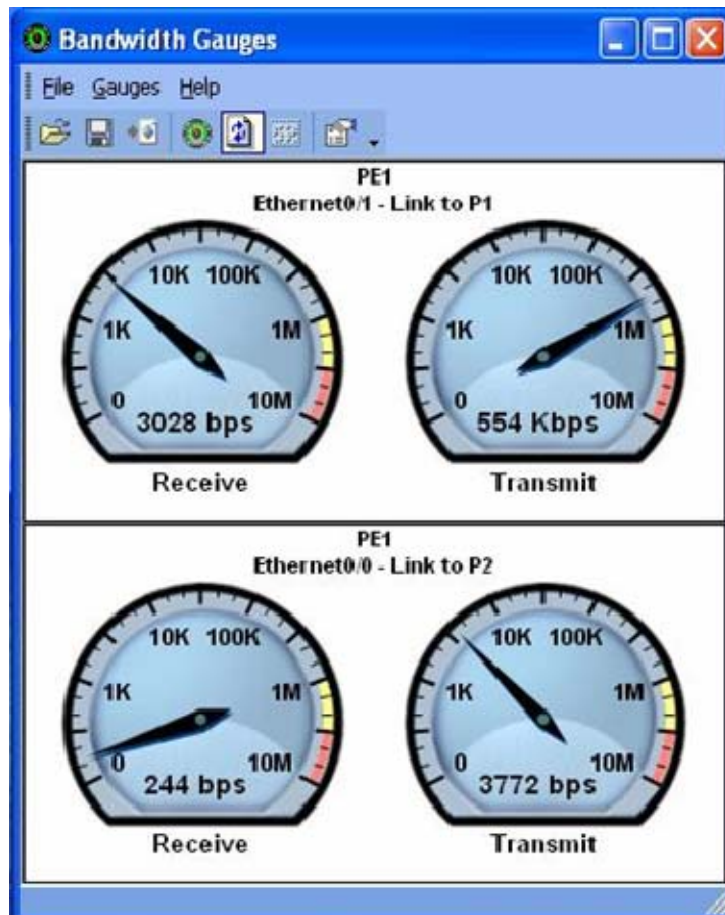 Bandwidth Gauges
File Gauges Help
PE1
Ethernet0/1 - Link to P1
0 1K 10K 100K 1M 10M
3028 bps
Receive
0 1K 10K 100K 1M 10M
554 Kbps
Transmit
PE1
Ethernet0/0 - Link to P2
0 1K 10K 100K 1M 10M
244 bps
Receive
0 1K 10K 100K 1M 10M
3772 bps
Transmit